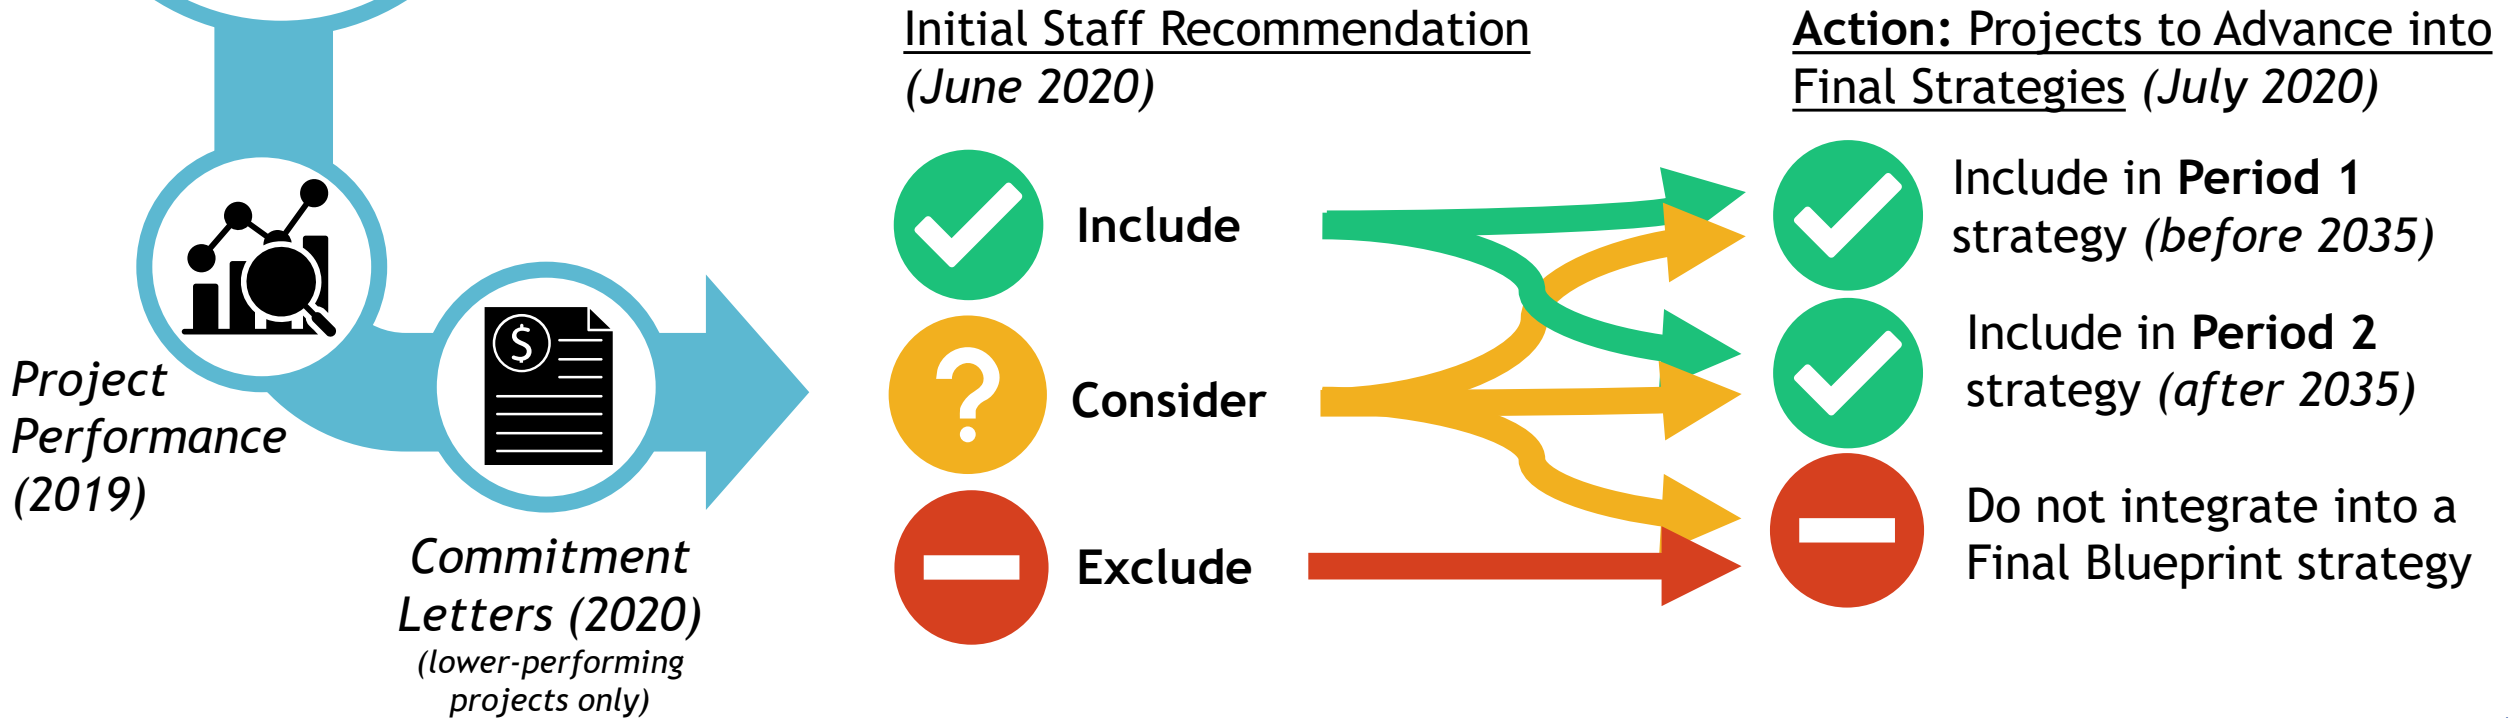 Project
Performance
(2019)
$
Commitment
Letters (2020)
(lower-performing
projects only)
Initial Staff Recommendation
(June 2020)
Include
?
Consider
Exclude
Action: Projects to Advance into
Final Strategies (July 2020)
Include in Period 1
strategy (before 2035)
Include in Period 2
strategy (after 2035)
Do not integrate into a
Final Blueprint strategy